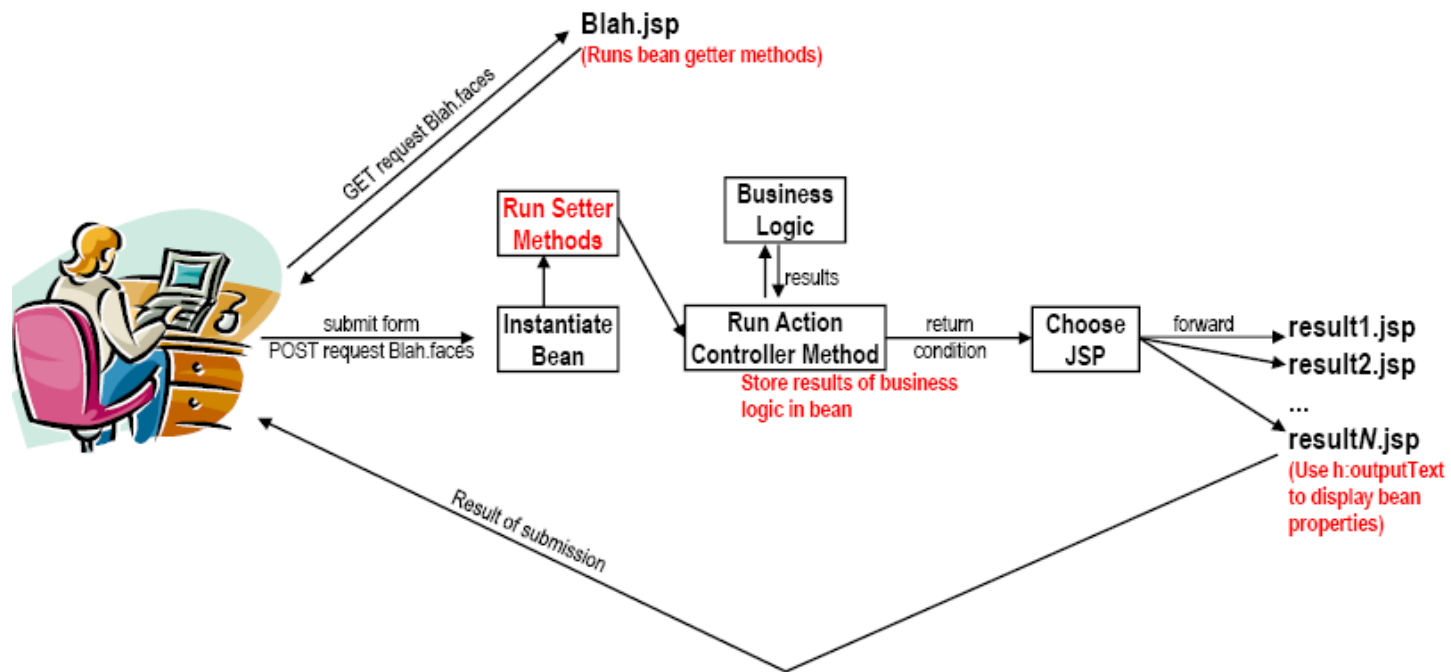 Blah.jsp
(Runs bean getter methods)
GET request Blah.faces
Run Setter
Methods
Business
Logic
results
submit form
POST request Blah.faces
Instantiate
Bean
Run Action
Controller Method
Store results of business
logic in bean
return
condition
Choose
JSP
forward
result1.jsp
result2.jsp
...
resultN.jsp
(Use h:outputText
to display bean
properties)
Result of submission